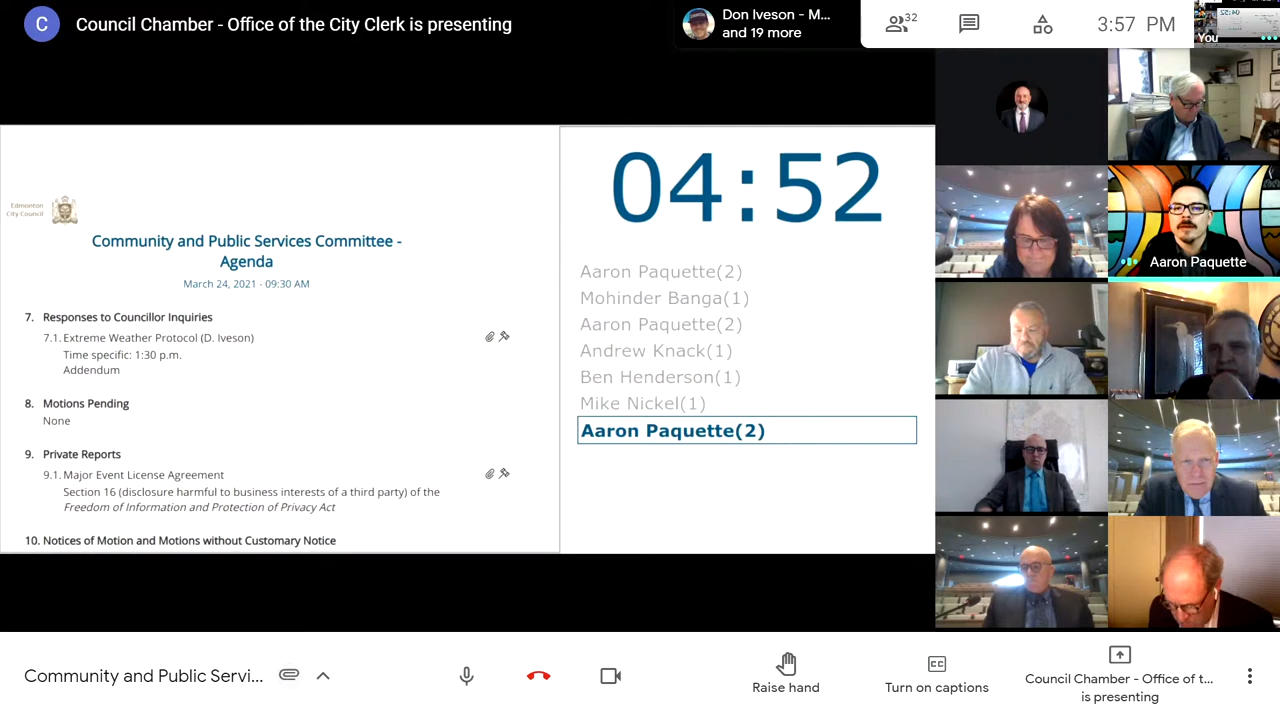 C
Council Chamber - Office of the City Clerk is presenting
Don Iveson - M...
and 19 more
32
3:57 PM
You
Edmonton
City Council
Community and Public Services Committee -
Agenda
March 24, 2021 - 09:30 AM
7. Responses to Councillor Inquiries
7.1. Extreme Weather Protocol (D. Iveson)
Time specific: 1:30 p.m.
Addendum
8. Motions Pending
None
9. Private Reports
9.1. Major Event License Agreement
Section 16 (disclosure harmful to business interests of a third party) of the
Freedom of Information and Protection of Privacy Act
10. Notices of Motion and Motions without Customary Notice
04:52
Aaron Paquette(2)
Mohinder Banga(1)
Aaron Paquette(2)
Andrew Knack(1)
Ben Henderson(1)
Mike Nickel(1)
Aaron Paquette(2)
Aaron Paquette
Community and Public Servi...
Raise hand
CC
Turn on captions
Council Chamber - Office of t...
is presenting